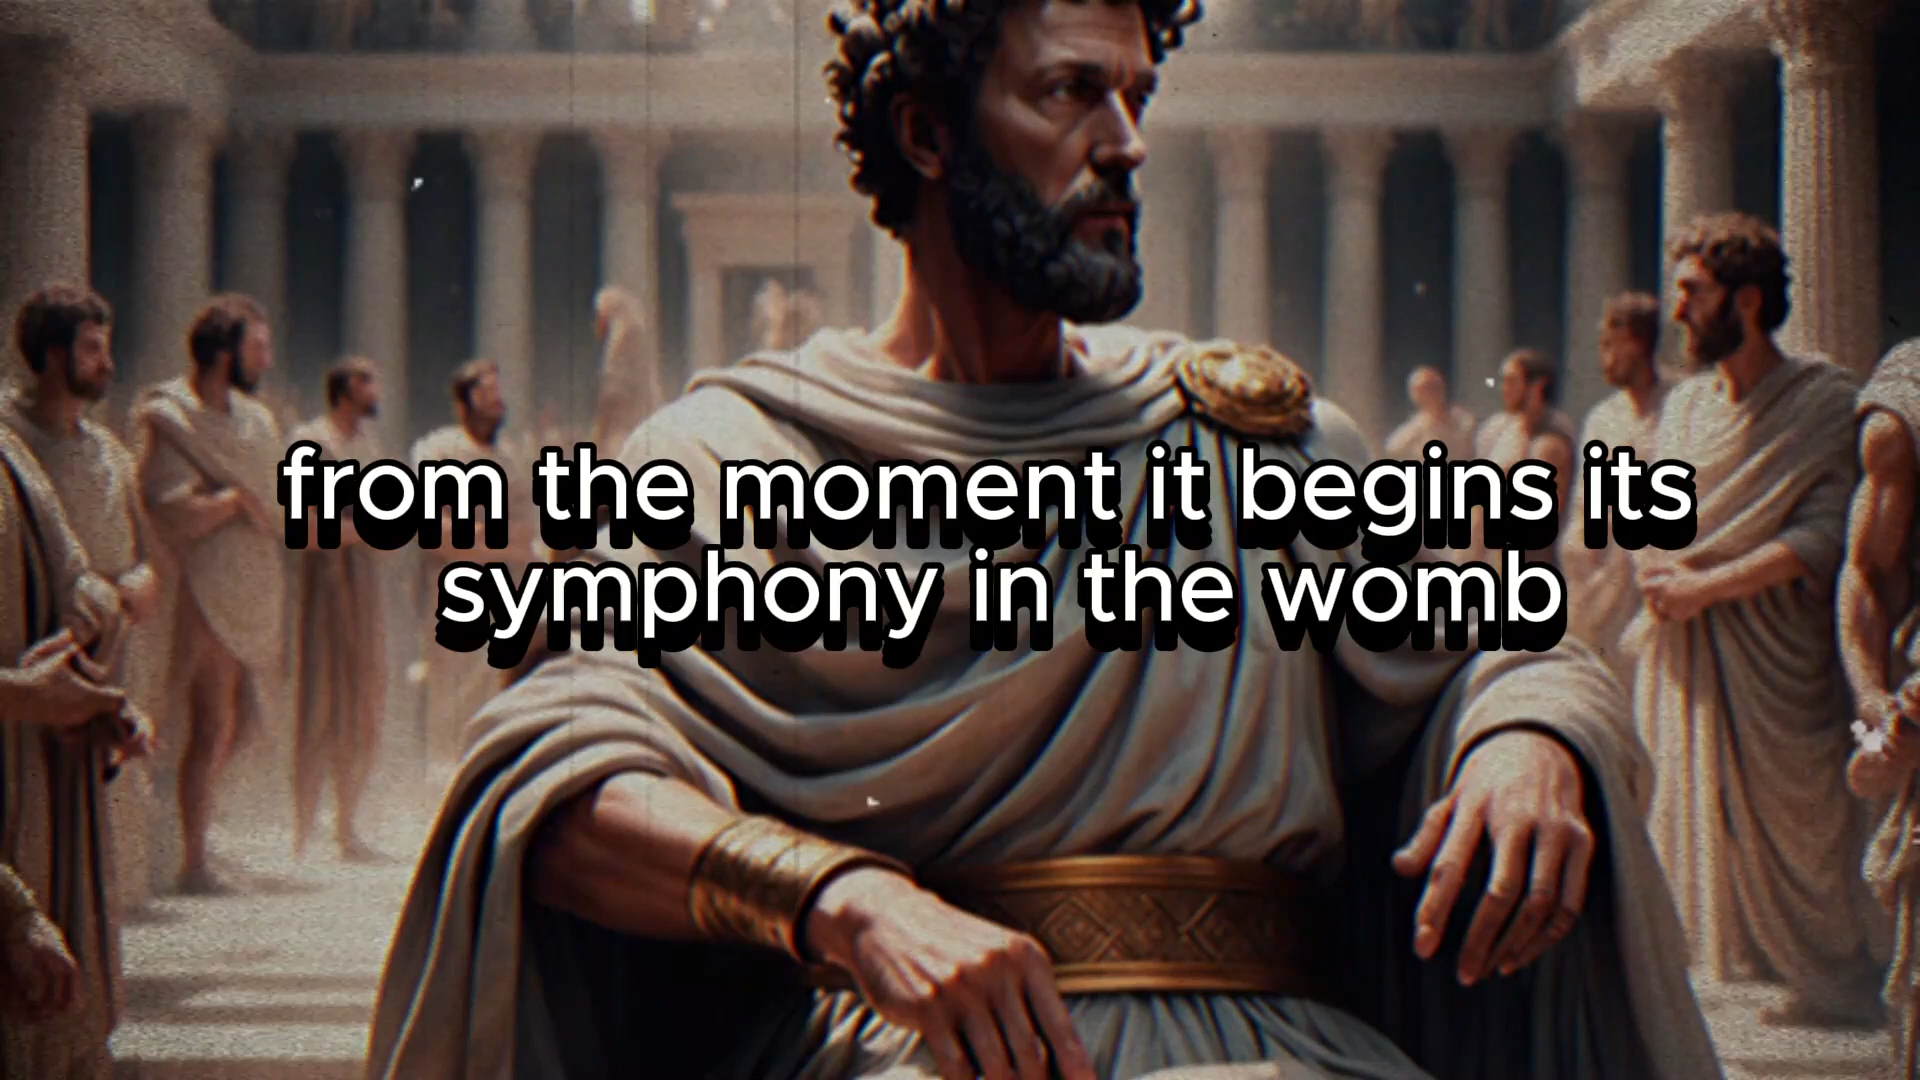 from the moment it begins its
symphony in the womb